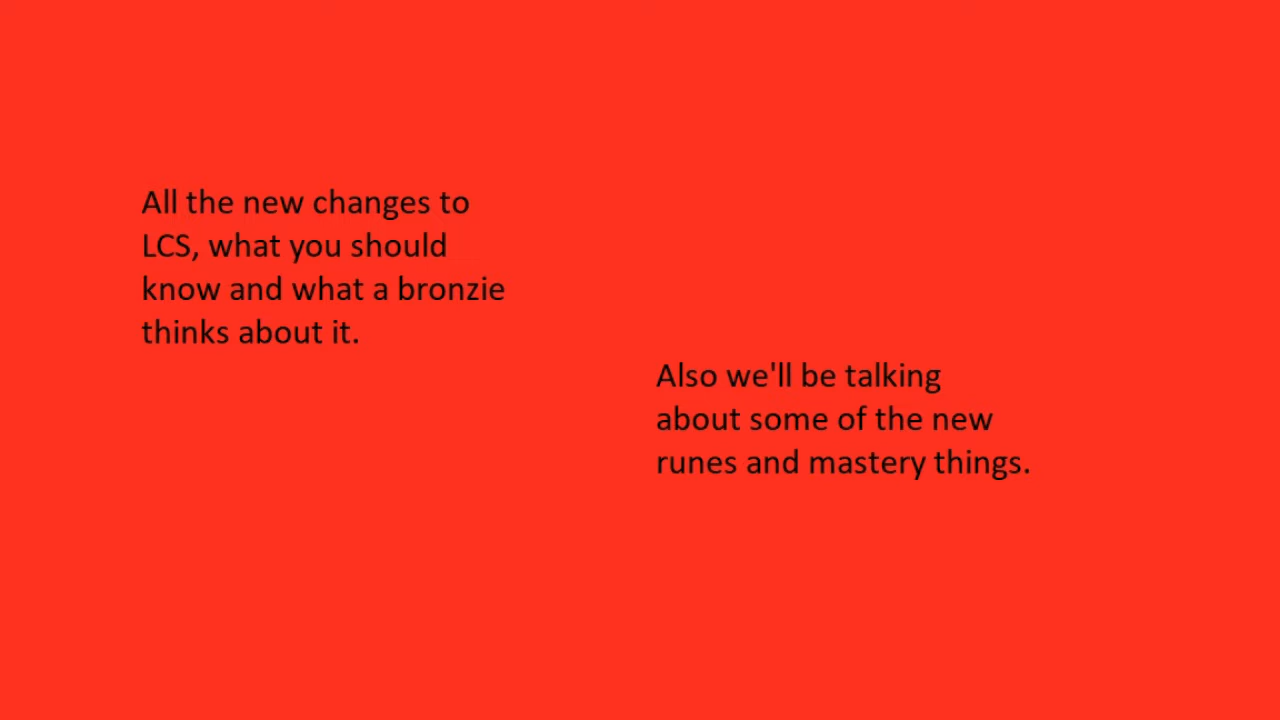 All the new changes to
LCS, what you should
know and what a bronzie
thinks about it.
Also we'll be talking
about some of the new
runes and mastery things.